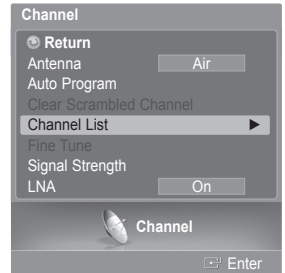 Channel
Return
Antenna Air
Auto Program
Clear Scrambled Channel
Channel List
Fine Tune
Signal Strength
LNA On
Channel
Enter